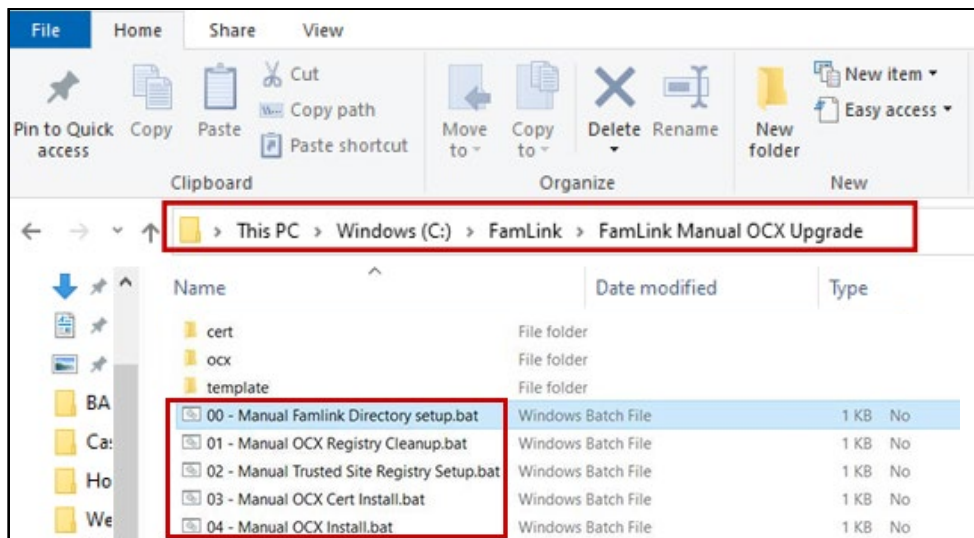 File Home Share View
Pin to Quick access
Copy
Paste
Cut
Copy path
Paste shortcut
Move to
Copy to
Delete
Rename
New folder
New item
Easy access
Clipboard Organize New
This PC > Windows (C:) > FamLink > FamLink Manual OCX Upgrade
Name Date modified Type
cert File folder
ocx File folder
template File folder
00 - Manual Famlink Directory setup.bat Windows Batch File 1 KB No
01 - Manual OCX Registry Cleanup.bat Windows Batch File 1 KB No
02 - Manual Trusted Site Registry Setup.bat Windows Batch File 1 KB No
03 - Manual OCX Cert Install.bat Windows Batch File 1 KB No
04 - Manual OCX Install.bat Windows Batch File 1 KB No
BA
Ca
Ho
We